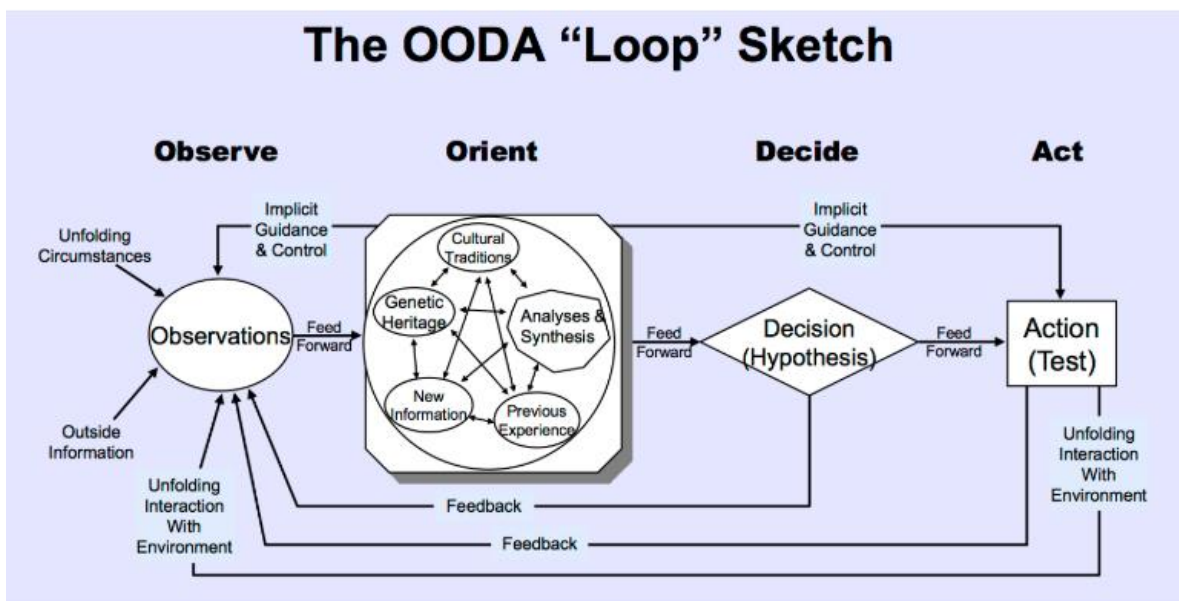 The OODA “Loop” Sketch
Observe
Orient
Decide
Act
Implicit
Guidance
& Control
Implicit
Guidance
& Control
Unfolding
Circumstances
Cultural
Traditions
Genetic
Heritage
Analyses &
Synthesis
New
Information
Previous
Experience
Observations
Feed
Forward
Feed
Forward
Decision
(Hypothesis)
Feed
Forward
Action
(Test)
Outside
Information
Unfolding
Interaction
With
Environment
Feedback
Feedback
Unfolding
Interaction
With
Environment